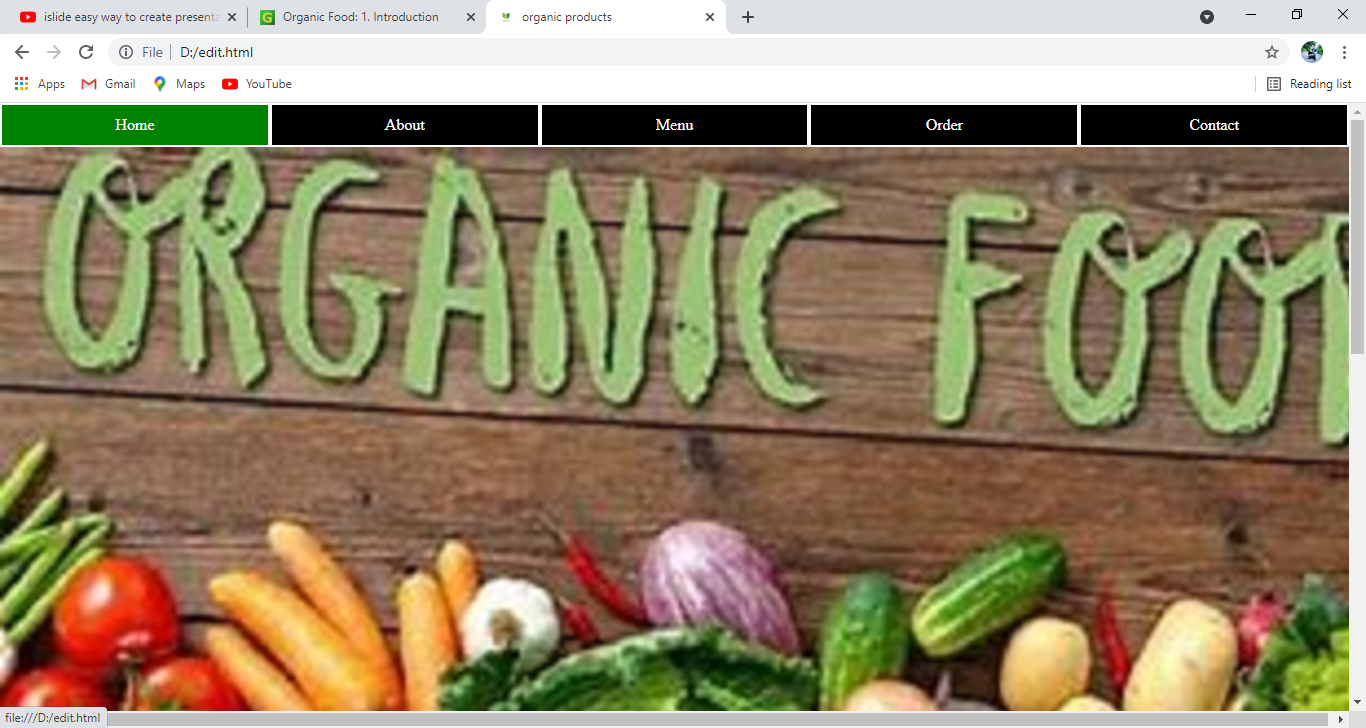 islide easy way to create presenta
Organic Food: 1. Introduction
organic products
File
D:/edit.html
Apps
Gmail
Maps
YouTube
Reading list
Home
About
Menu
Order
Contact
ORGANIC FOO
file:///D:/edit.html